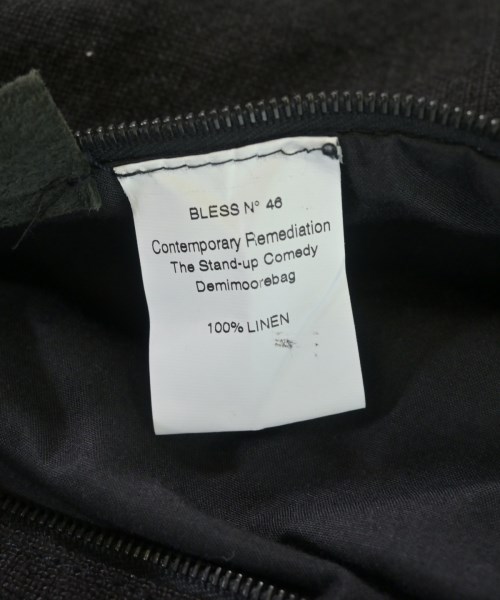 BLESS N° 46
Contemporary Remediation
The Stand-up Comedy
Demimoorebag
100% LINEN